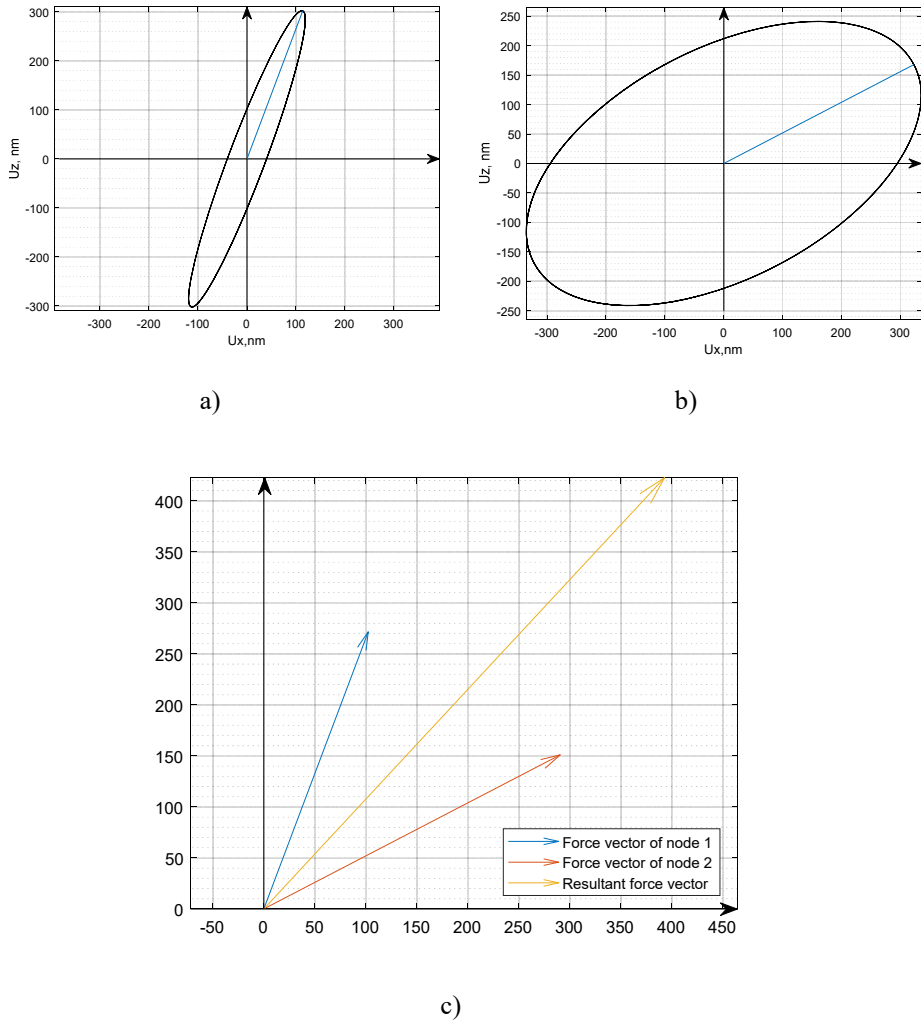 300
200
100
0
-100
-200
-300
Uz, nm
-300 -200 -100 0 100 200 300
Ux,nm
a)
250
200
150
100
50
0
-50
-100
-150
-200
-250
Uz, nm
-300 -200 -100 0 100 200 300
Ux,nm
b)
400
350
300
250
200
150
100
50
0
-50 0 50 100 150 200 250 300 350 400 450
Force vector of node 1
Force vector of node 2
Resultant force vector
c)